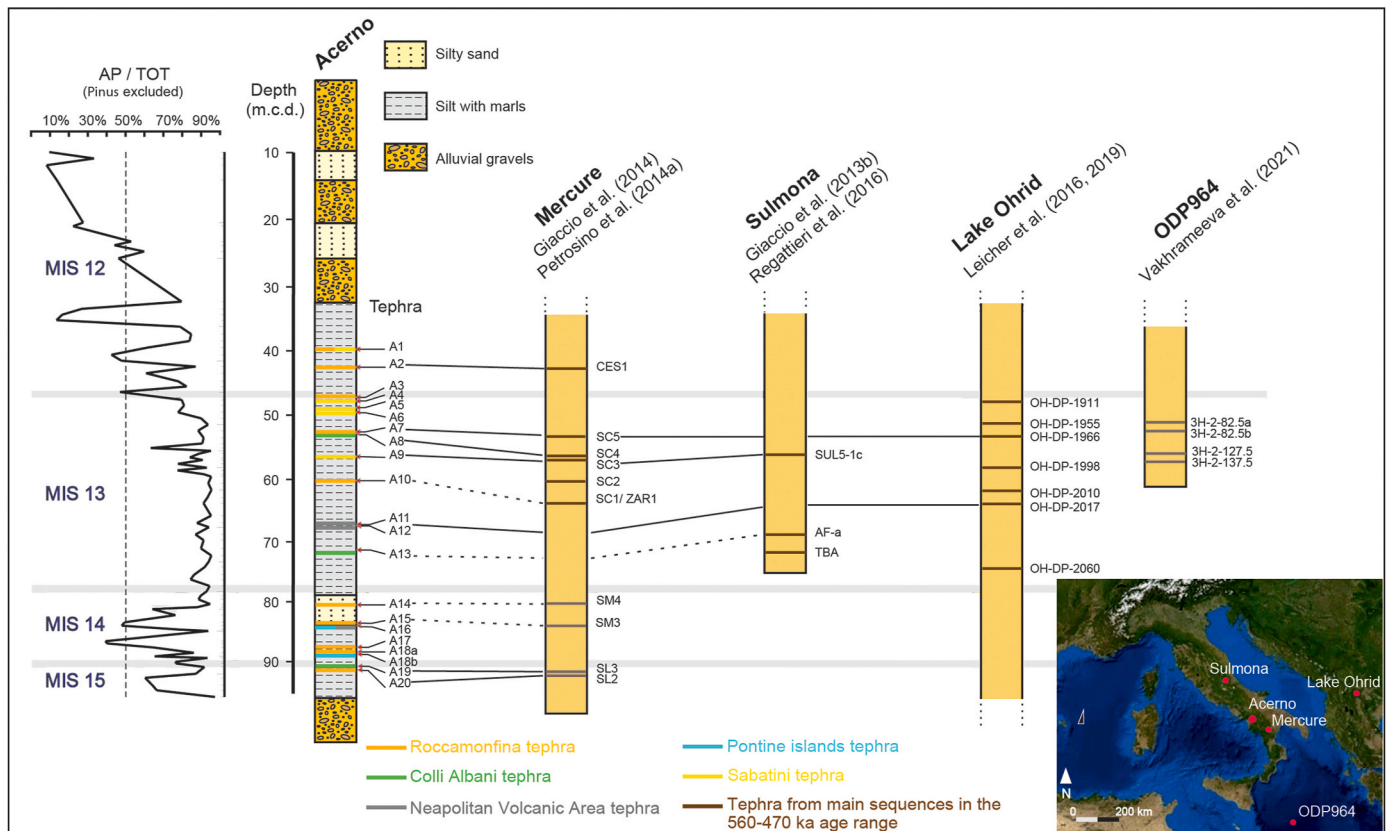 AP / TOT
(Pinus excluded)
10% 30% 50% 70% 90%
Depth
(m.c.d.)
10
20
30
40
50
60
70
80
90
MIS 12
MIS 13
MIS 14
MIS 15
Acerno
Silty sand
Silt with marls
Alluvial gravels
Tephra
A1
A2
A3
A4
A5
A6
A7
A8
A9
A10
A11
A12
A13
A14
A15
A16
A17
A18a
A18b
A19
A20
Mercure
Giaccio et al. (2014)
Petrosino et al. (2014a)
CES1
SC5
SC4
SC3
SC2
SC1/ ZAR1
SM4
SM3
SL3
SL2
Sulmona
Giaccio et al. (2013b)
Regattieri et al. (2016)
SUL5-1c
AF-a
TBA
Lake Ohrid
Leicher et al. (2016, 2019)
OH-DP-1911
OH-DP-1955
OH-DP-1966
OH-DP-1998
OH-DP-2010
OH-DP-2017
OH-DP-2060
ODP964
Vakhrameeva et al. (2021)
3H-2-82.5a
3H-2-82.5b
3H-2-127.5
3H-2-137.5
Roccamonfina tephra
Colli Albani tephra
Neapolitan Volcanic Area tephra
Pontine islands tephra
Sabatini tephra
Tephra from main sequences in the
560-470 ka age range
Sulmona
Lake Ohrid
Acerno
Mercure
ODP964
N
0 200 km